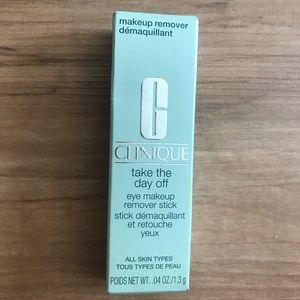 makeup remover
démaquillant
C
CLINIQUE
take the
day off
eye makeup
remover stick
stick démaquillant
et retouche
yeux
ALL SKIN TYPES
TOUS TYPES DE PEAU
POIDS NET WT. .04 OZ./1.3 g